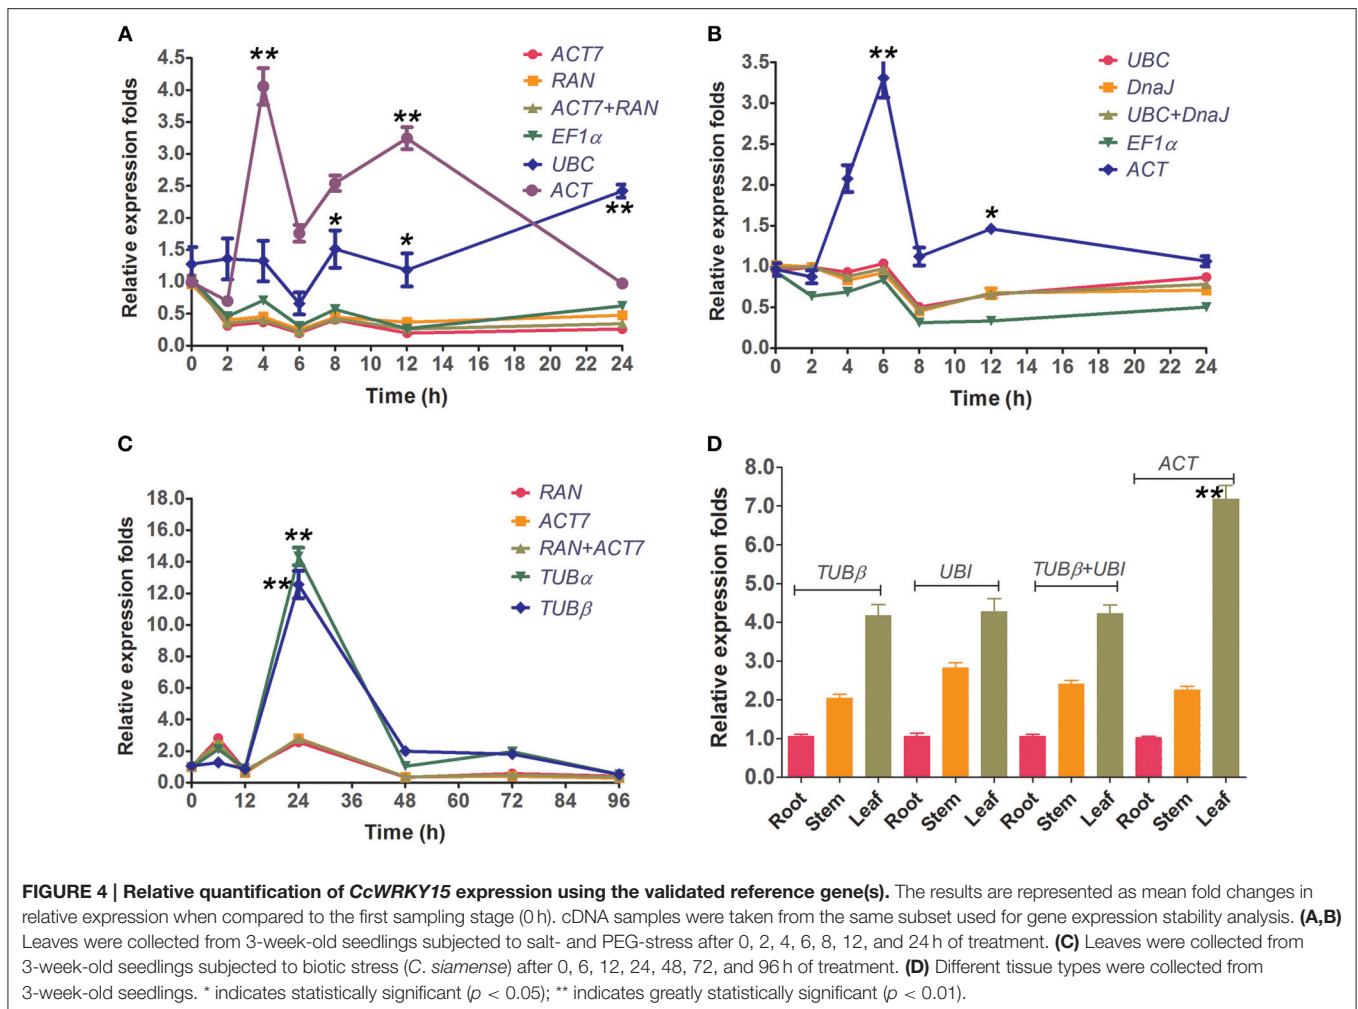 A
4.5
4.0
3.5
3.0
2.5
2.0
1.5
1.0
0.5
0.0
Relative expression folds
0 2 4 6 8 10 12 14 16 18 20 22 24
Time (h)
** ** * * **
ACT7
RAN
ACT7+RAN
EF1α
UBC
ACT
B
3.5
3.0
2.5
2.0
1.5
1.0
0.5
0.0
Relative expression folds
0 2 4 6 8 10 12 14 16 18 20 22 24
Time (h)
** *
UBC
DnaJ
UBC+DnaJ
EF1α
ACT
C
18.0
16.0
14.0
12.0
10.0
8.0
6.0
4.0
2.0
0.0
Relative expression folds
0 12 24 36 48 60 72 84 96
Time (h)
**
**
RAN
ACT7
RAN+ACT7
TUBα
TUBβ
D
8.0
7.0
6.0
5.0
4.0
3.0
2.0
1.0
0.0
Relative expression folds
TUBβ UBI TUBβ+UBI ACT
**
Root Stem Leaf Root Stem Leaf Root Stem Leaf Root Stem Leaf
FIGURE 4 | Relative quantification of CcWRKY15 expression using the validated reference gene(s). The results are represented as mean fold changes in
relative expression when compared to the first sampling stage (0 h). cDNA samples were taken from the same subset used for gene expression stability analysis. (A,B)
Leaves were collected from 3-week-old seedlings subjected to salt- and PEG-stress after 0, 2, 4, 6, 8, 12, and 24 h of treatment. (C) Leaves were collected from
3-week-old seedlings subjected to biotic stress (C. siamense) after 0, 6, 12, 24, 48, 72, and 96 h of treatment. (D) Different tissue types were collected from
3-week-old seedlings. * indicates statistically significant (p < 0.05); ** indicates greatly statistically significant (p < 0.01).